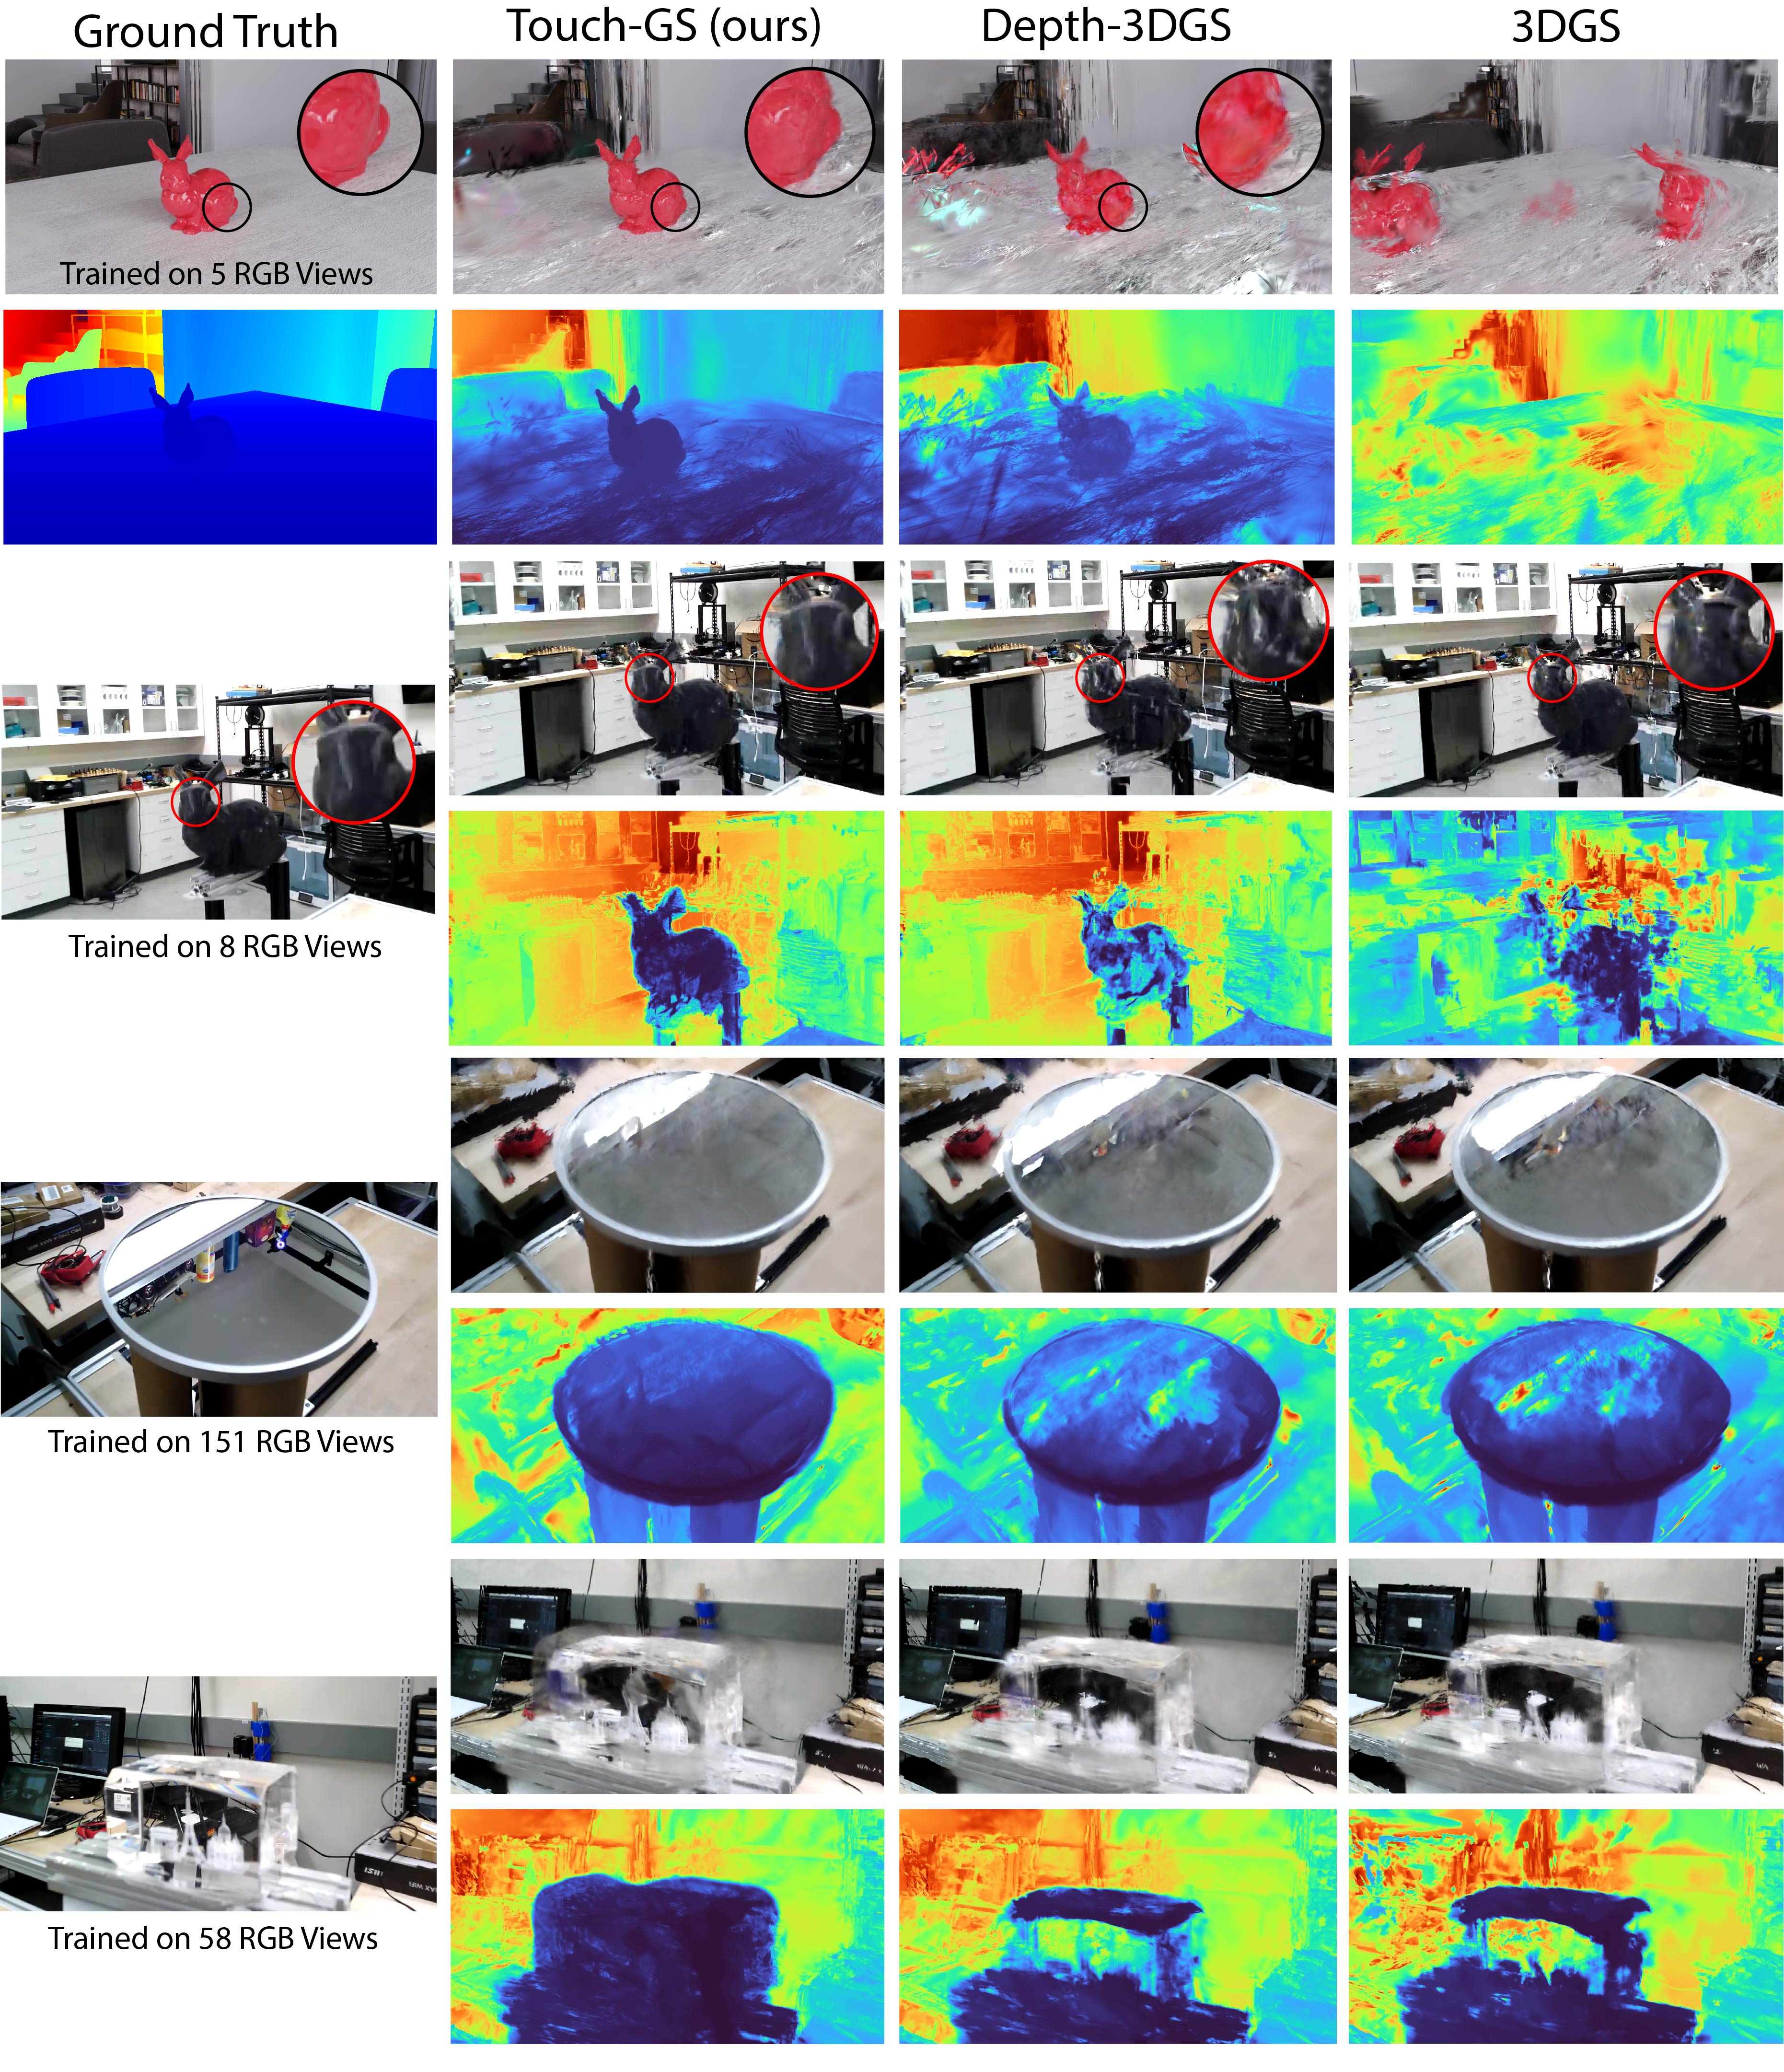 Ground Truth
Touch-GS (ours)
Depth-3DGS
3DGS
Trained on 5 RGB Views
Trained on 8 RGB Views
Trained on 151 RGB Views
Trained on 58 RGB Views